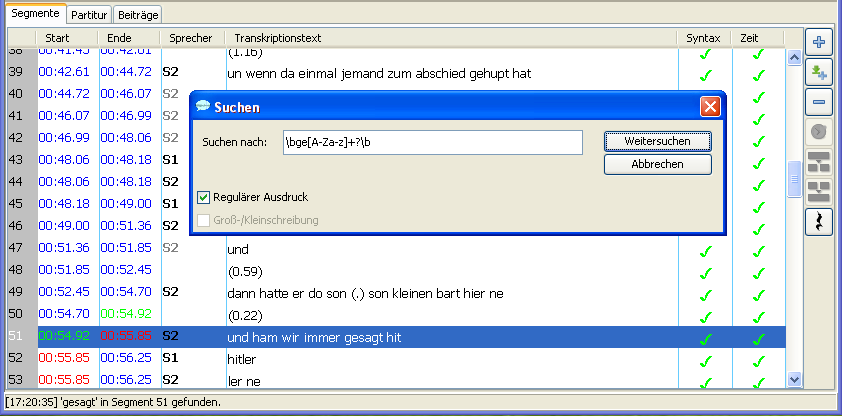 Segmente Partitur Beiträge
Start Ende Sprecher Transkriptionstext Syntax Zeit
38 00:41.45 00:42.61 (1.16)
39 00:42.61 00:44.72 S2 un wenn da einmal jemand zum abschied gehupt hat
40 00:44.72 00:46.07 S2
41 00:46.07 00:46.99 S2
42 00:46.99 00:48.06 S2
43 00:48.06 00:48.18 S1
44 00:48.06 00:48.18 S2
45 00:48.18 00:49.00 S1
46 00:49.00 00:51.36 S2
47 00:51.36 00:51.85 S2 und
48 00:51.85 00:52.45 (0.59)
49 00:52.45 00:54.70 S2 dann hatte er do son (.) son kleinen bart hier ne
50 00:54.70 00:54.92 (0.22)
51 00:54.92 00:55.85 S2 und ham wir immer gesagt hit
52 00:55.85 00:56.25 S1 hitler
53 00:55.85 00:56.25 S2 ler ne
Suchen
Suchen nach: \bge[A-Za-z]+?\b Weitersuchen
Abbrechen
Regulärer Ausdruck
Groß-/Kleinschreibung
[17:20:35] 'gesagt' in Segment 51 gefunden.